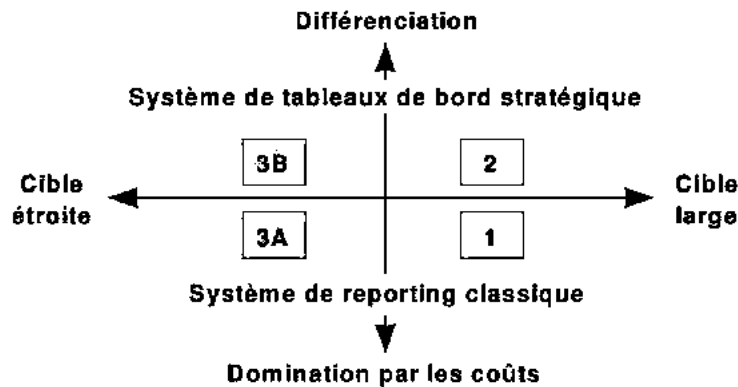 Différenciation
Système de tableaux de bord stratégique
3B
2
Cible
étroite
Cible
large
3A
1
Système de reporting classique
Domination par les coûts